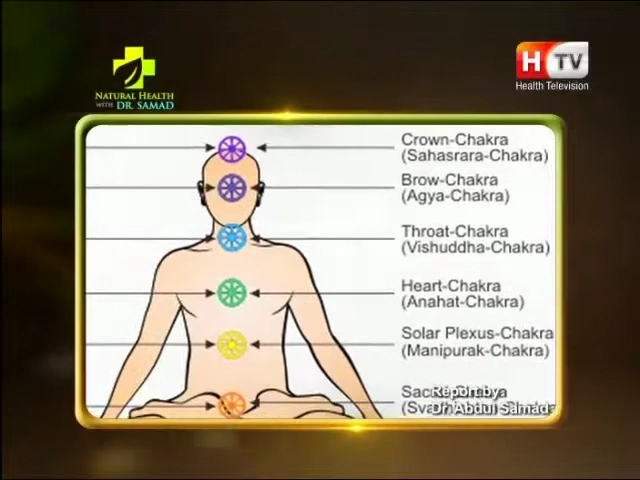 NATURAL HEALTH
WITH DR. SAMAD
HTV
Health Television
Crown-Chakra
(Sahasrara-Chakra)
Brow-Chakra
(Agya-Chakra)
Throat-Chakra
(Vishuddha-Chakra)
Heart-Chakra
(Anahat-Chakra)
Solar Plexus-Chakra
(Manipurak-Chakra)
Report by
Dr. Abdul Samad